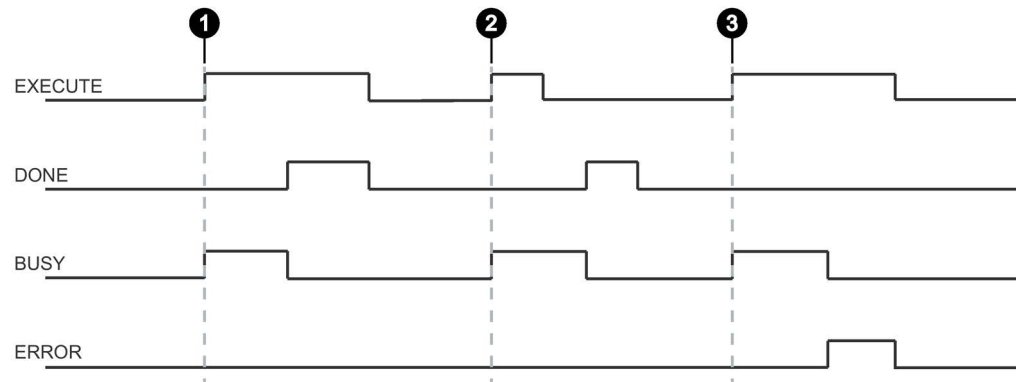 1 2 3
EXECUTE
DONE
BUSY
ERROR